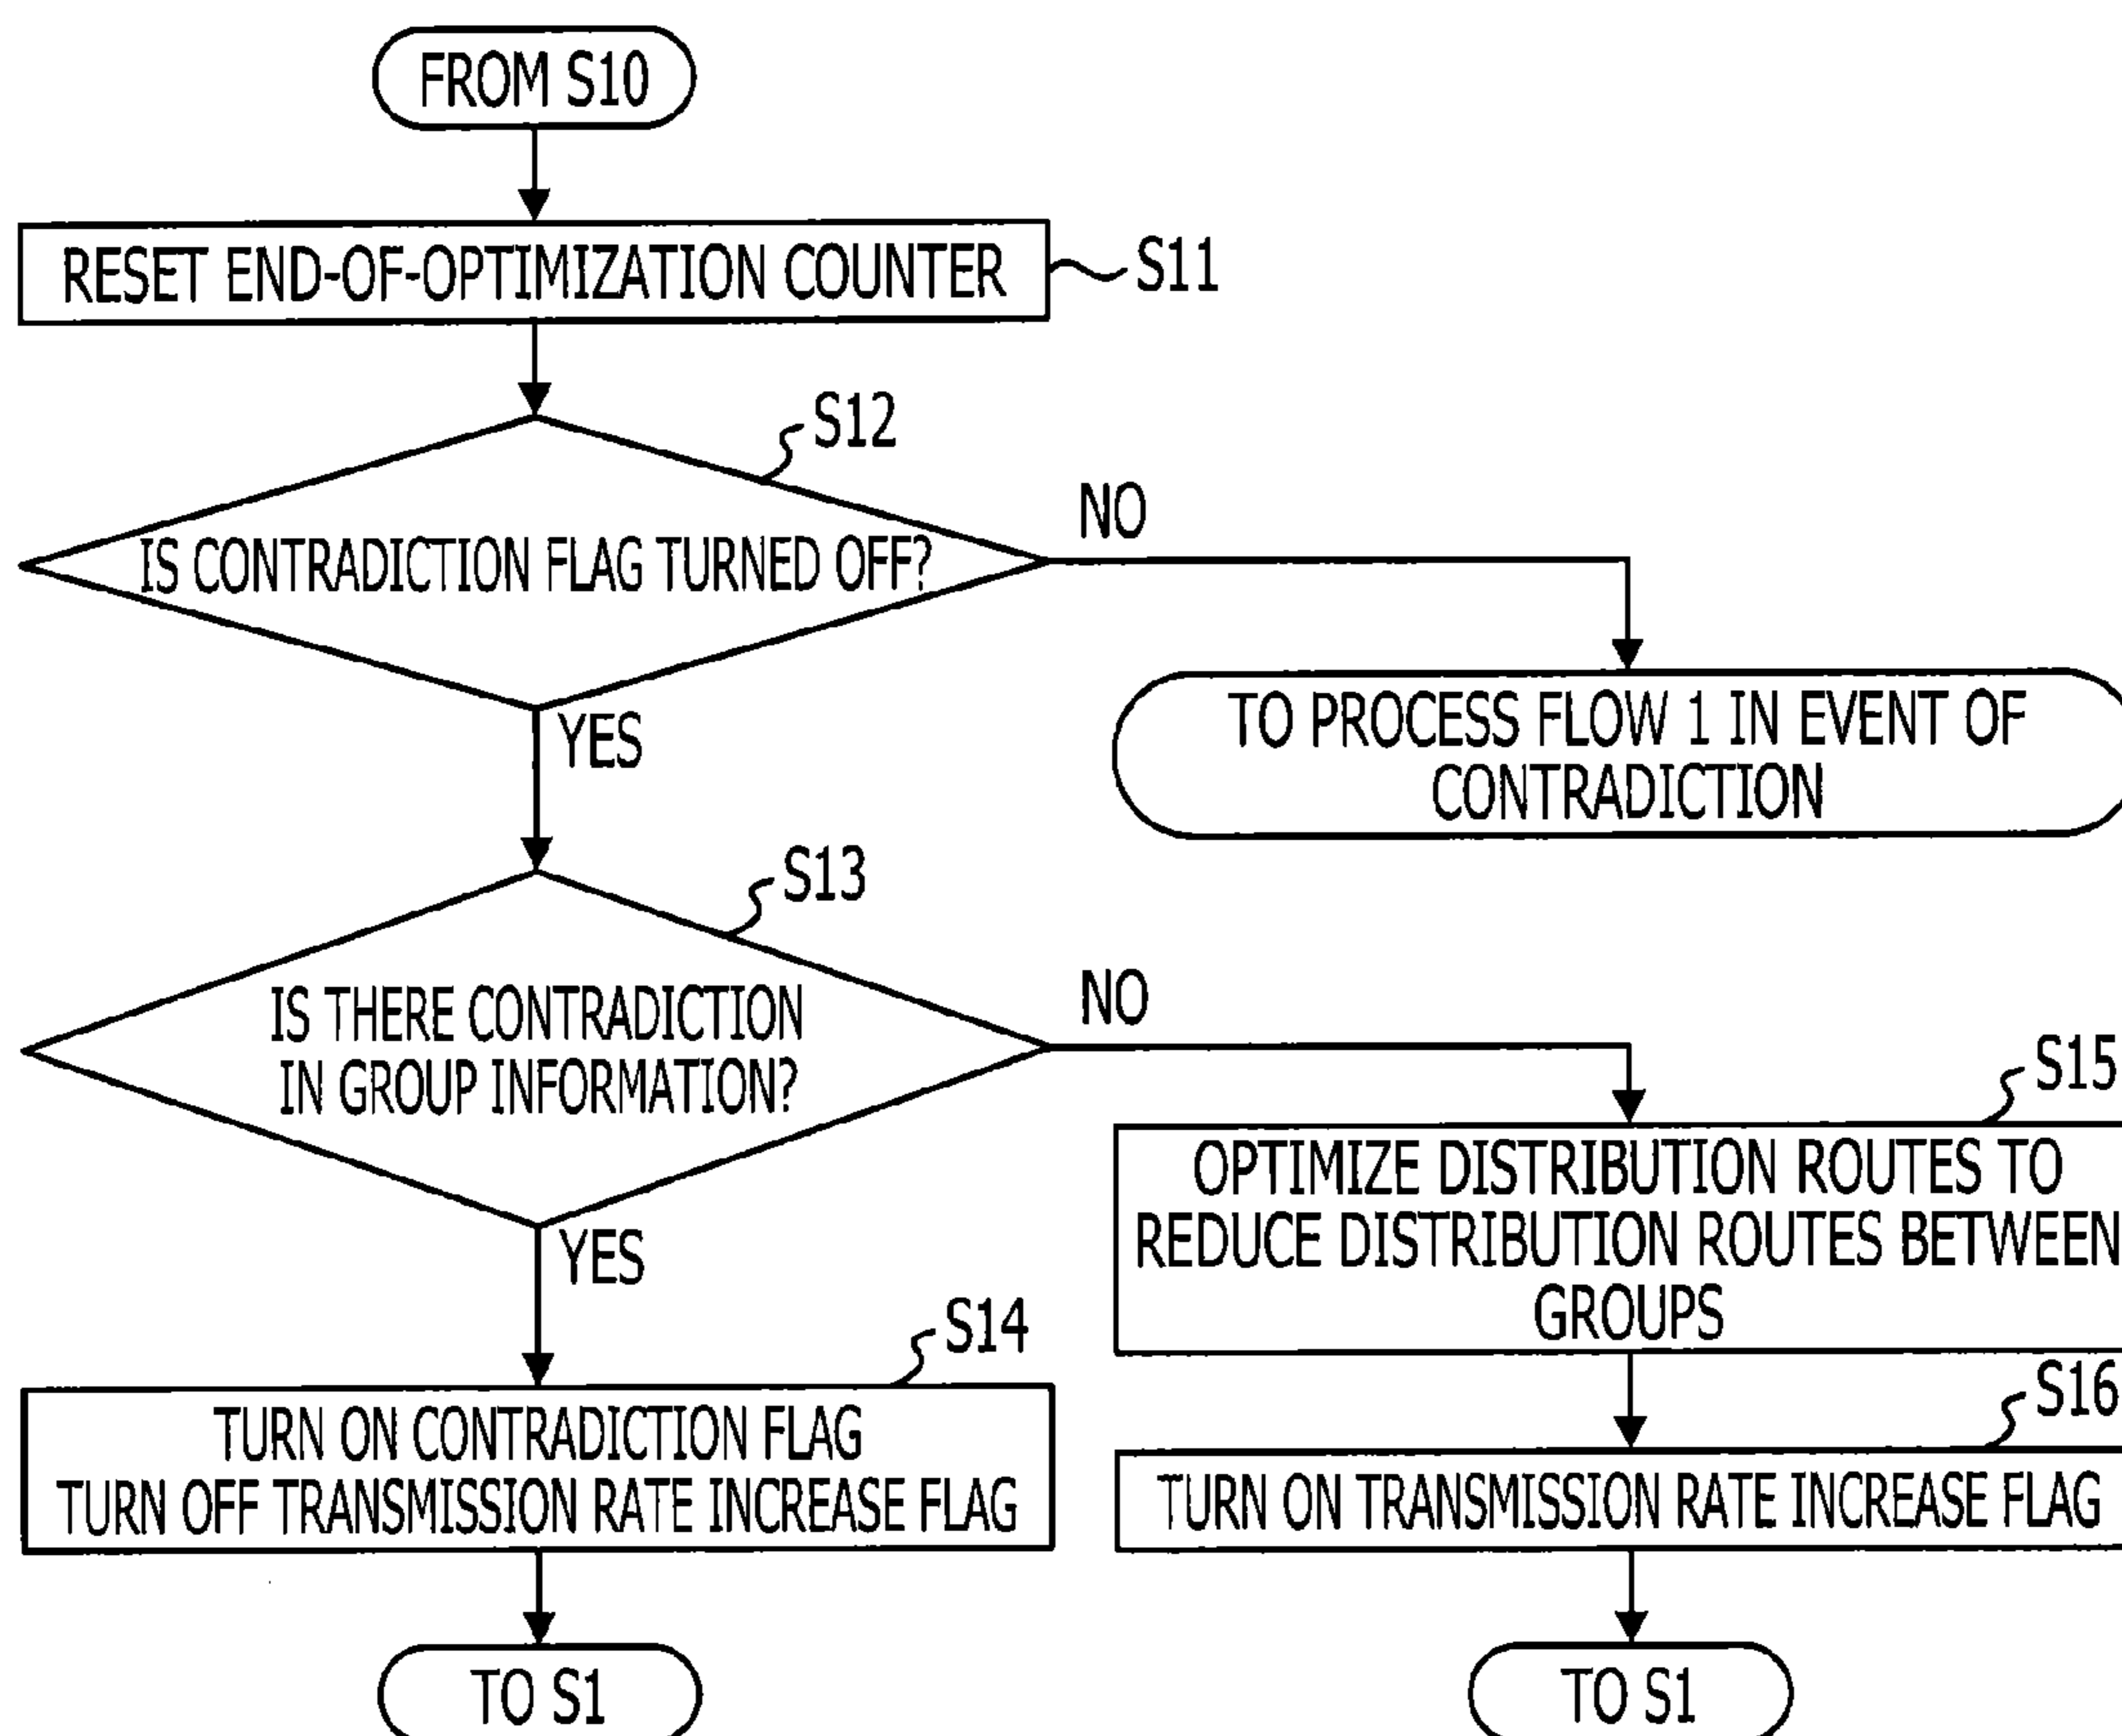 FROM S10
RESET END-OF-OPTIMIZATION COUNTER
S11
S12
IS CONTRADICTION FLAG TURNED OFF?
NO
YES
TO PROCESS FLOW 1 IN EVENT OF
CONTRADICTION
S13
IS THERE CONTRADICTION
IN GROUP INFORMATION?
NO
YES
S15
OPTIMIZE DISTRIBUTION ROUTES TO
REDUCE DISTRIBUTION ROUTES BETWEEN
GROUPS
S14
TURN ON CONTRADICTION FLAG
TURN OFF TRANSMISSION RATE INCREASE FLAG
S16
TURN ON TRANSMISSION RATE INCREASE FLAG
TO S1
TO S1